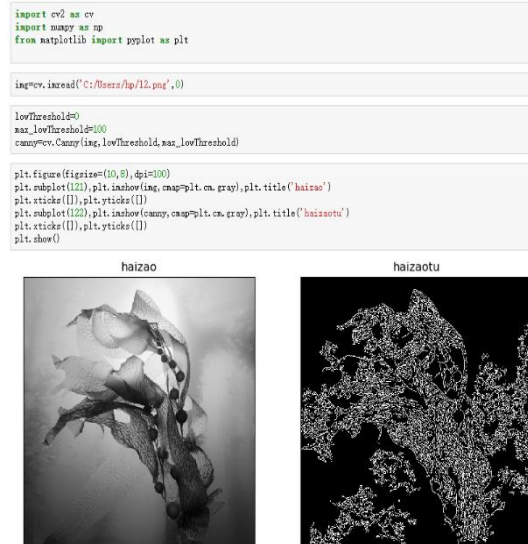 import cv2 as cv
import numpy as np
from matplotlib import pyplot as plt
img=cv.imread('C:/Users/hp/12.png',0)
lowThreshold=0
max_lowThreshold=100
canny=cv.Canny(img,lowThreshold,max_lowThreshold)
plt.figure(figsize=(10,8),dpi=100)
plt.subplot(121),plt.imshow(img,cmap=plt.cm.gray),plt.title('haizao')
plt.xticks([]),plt.yticks([])
plt.subplot(122),plt.imshow(canny,cmap=plt.cm.gray),plt.title('haizaotu')
plt.xticks([]),plt.yticks([])
plt.show()
haizao haizaotu